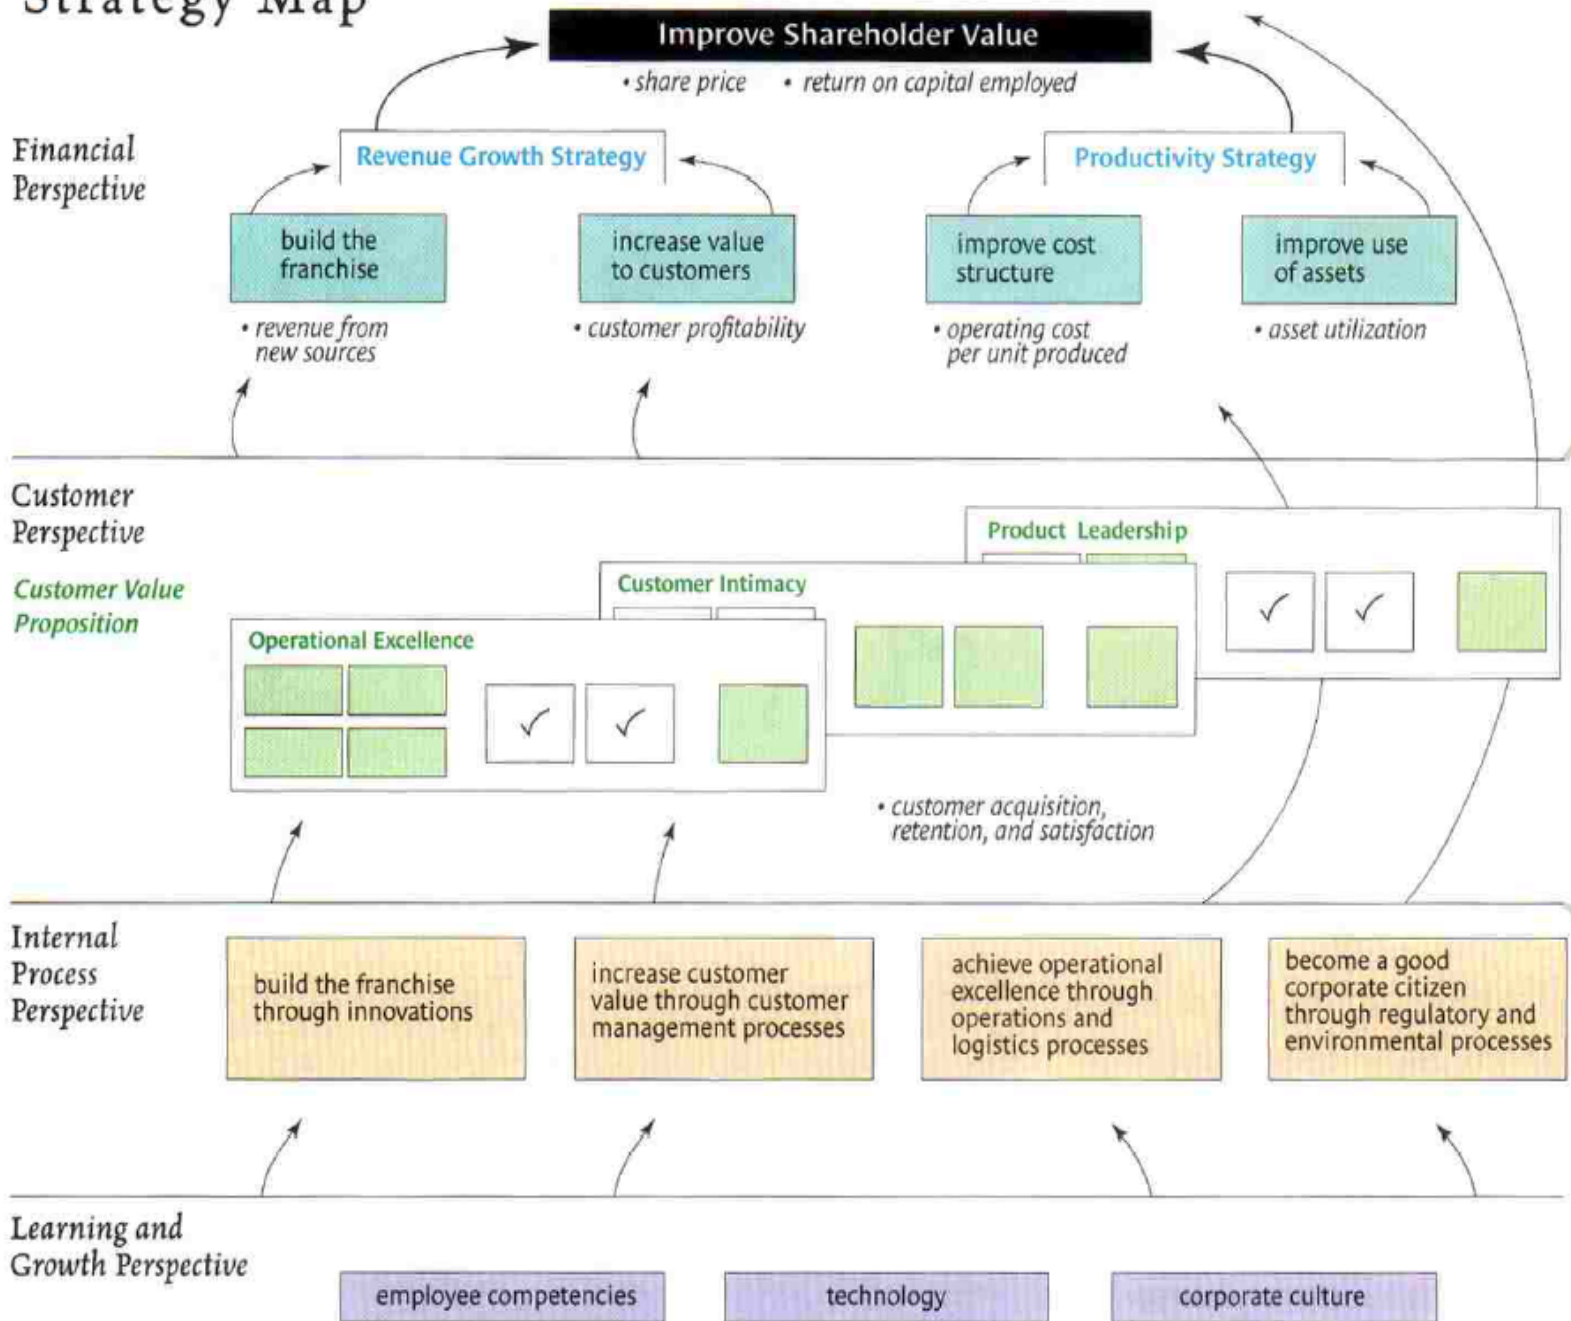 Strategy Map
Improve Shareholder Value
• share price • return on capital employed
Financial
Perspective
Revenue Growth Strategy
Productivity Strategy
build the
franchise
increase value
to customers
improve cost
structure
improve use
of assets
• revenue from
new sources
• customer profitability
• operating cost
per unit produced
• asset utilization
Customer
Perspective
Customer Value
Proposition
Product Leadership
Customer Intimacy
Operational Excellence
• customer acquisition,
retention, and satisfaction
Internal
Process
Perspective
build the franchise
through innovations
increase customer
value through customer
management processes
achieve operational
excellence through
operations and
logistics processes
become a good
corporate citizen
through regulatory and
environmental processes
Learning and
Growth Perspective
employee competencies
technology
corporate culture